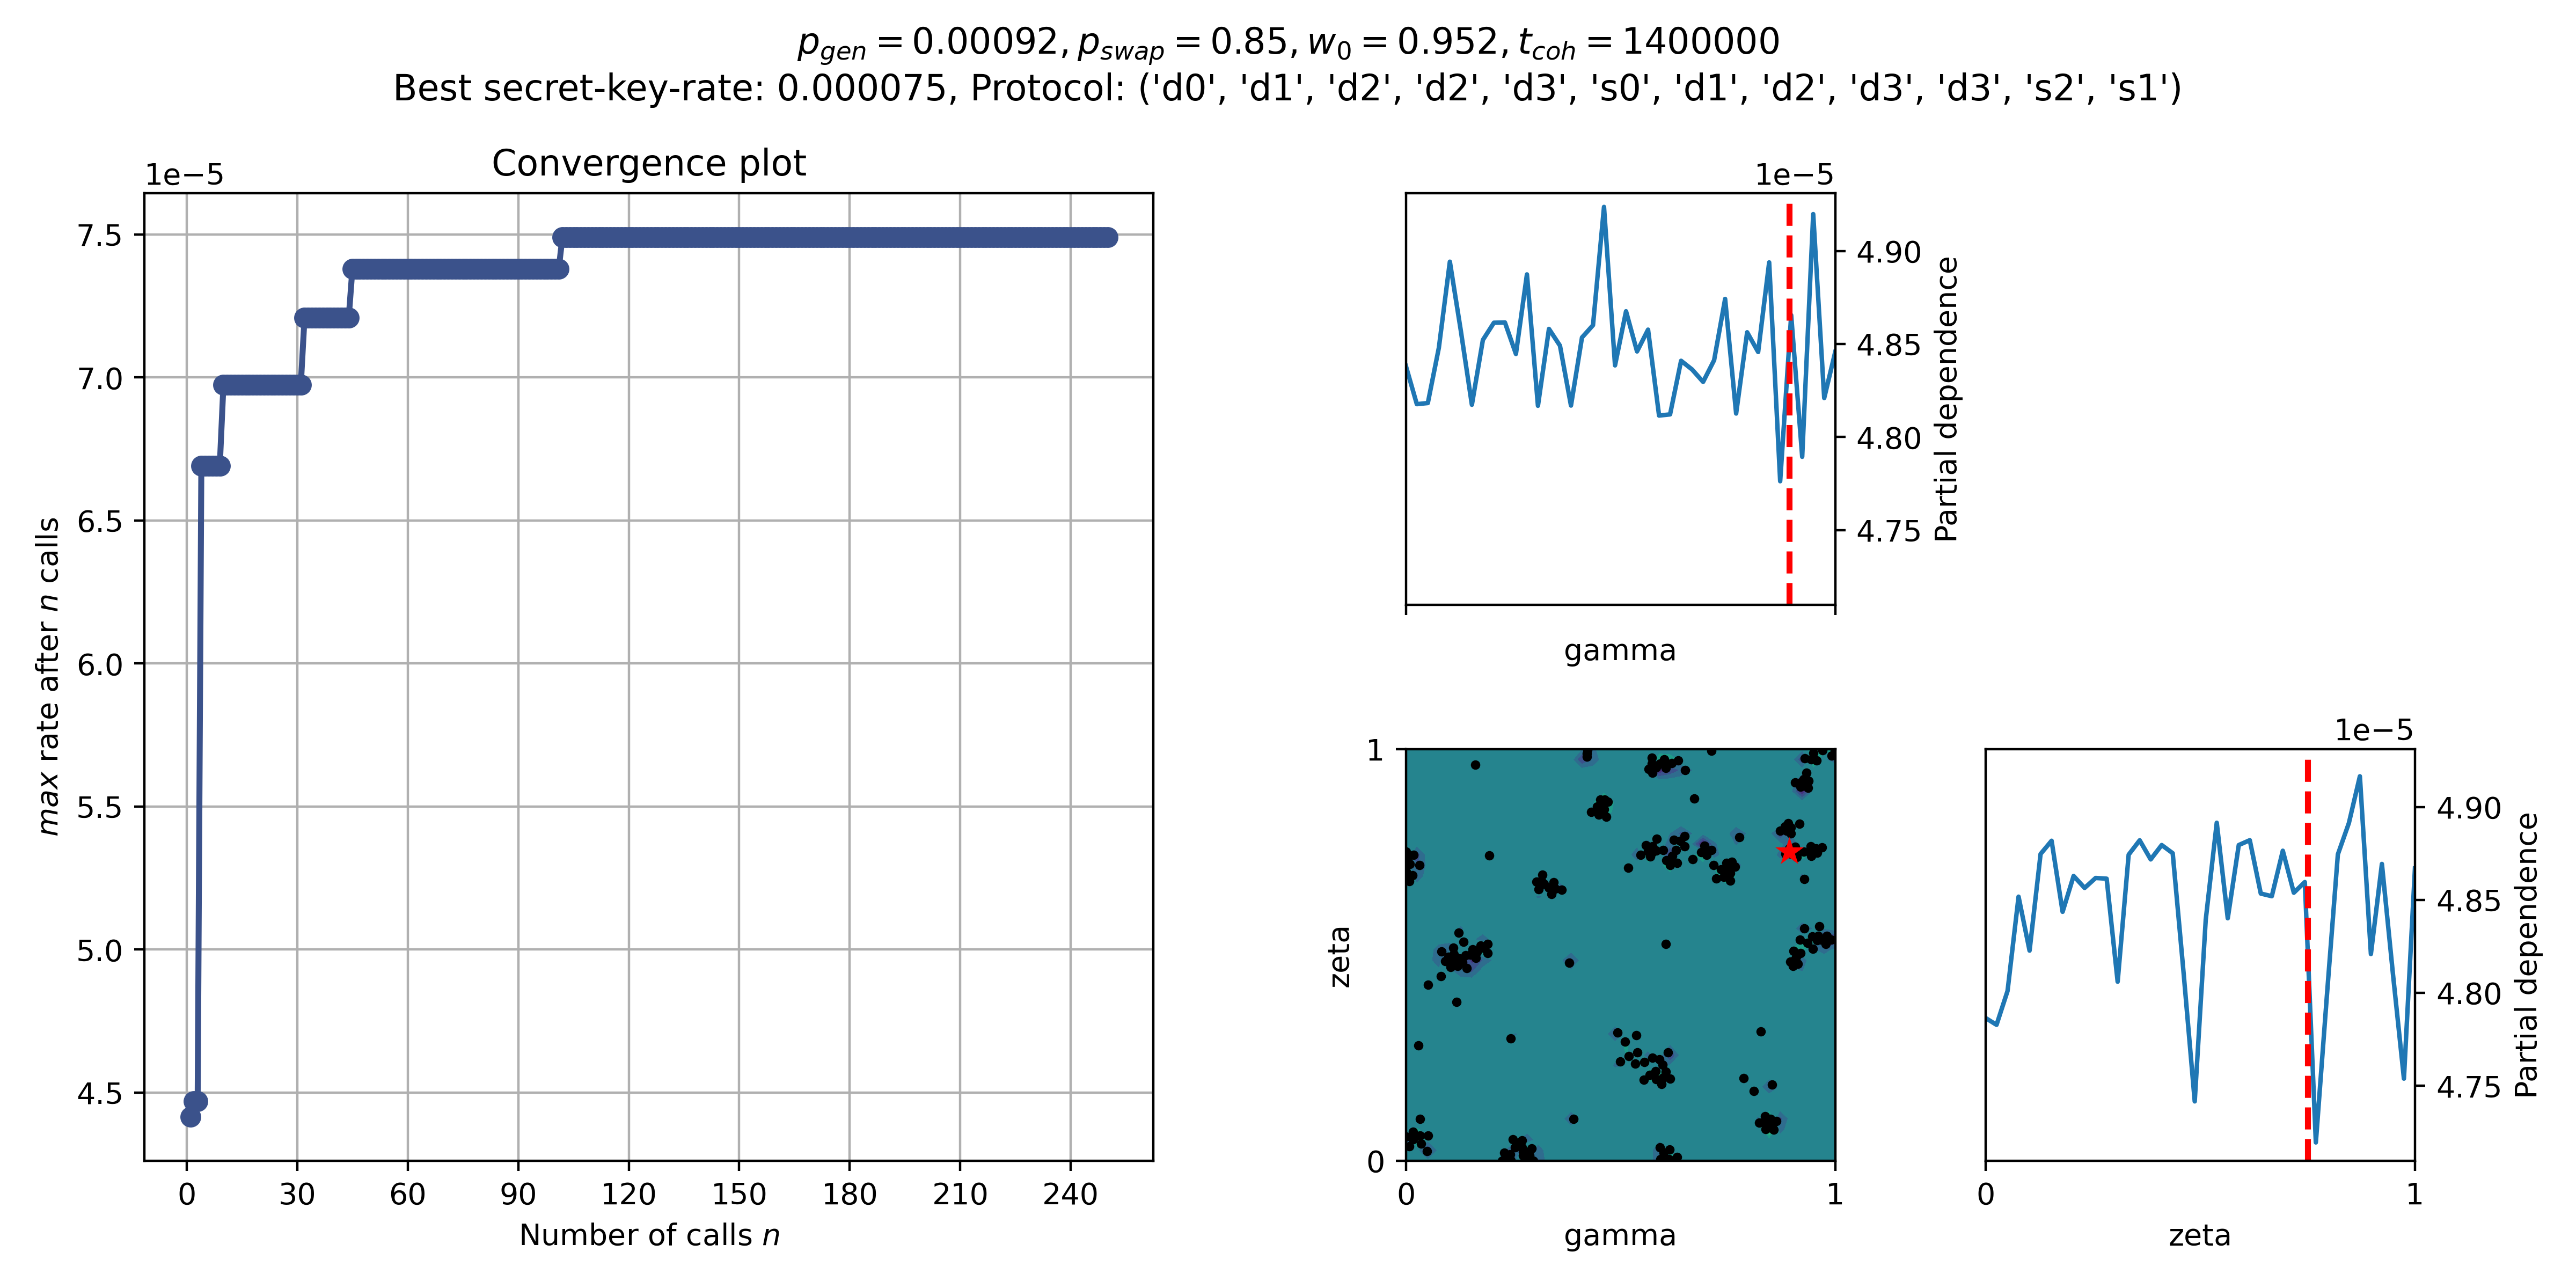 p_gen = 0.00092, p_swap = 0.85, w_0 = 0.952, t_coh = 1400000
Best secret-key-rate: 0.000075, Protocol: ('d0', 'd1', 'd2', 'd2', 'd3', 's0', 'd1', 'd2', 'd3', 'd3', 's2', 's1')
Convergence plot
1e−5
7.5
7.0
6.5
6.0
5.5
5.0
4.5
max rate after n calls
0 30 60 90 120 150 180 210 240
Number of calls n
1e−5
4.90
4.85
4.80
4.75
Partial dependence
gamma
1
0
zeta
0 1
gamma
1e−5
4.90
4.85
4.80
4.75
Partial dependence
0 1
zeta